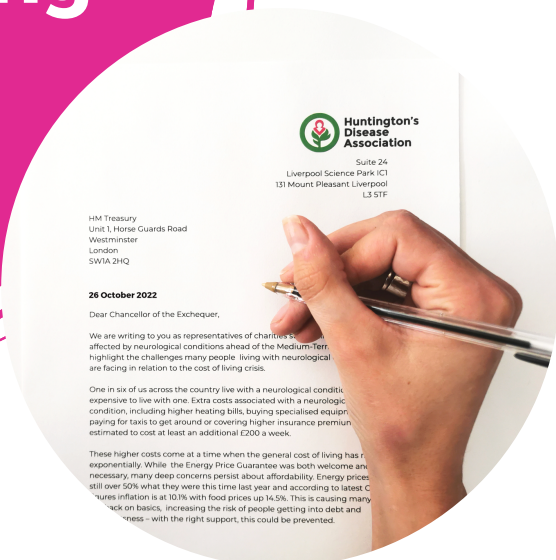 ng
Huntington's
Disease
Association
Suite 24
Liverpool Science Park IC1
131 Mount Pleasant Liverpool
L3 5TF
HM Treasury
Unit 1, Horse Guards Road
Westminster
London
SW1A 2HQ
26 October 2022
Dear Chancellor of the Exchequer,
We are writing to you as representatives of charities
affected by neurological conditions ahead of the Medium-Term
highlight the challenges many people living with neurological
are facing in relation to the cost of living crisis.
One in six of us across the country live with a neurological
expensive to live with one. Extra costs associated with a
condition, including higher heating bills, buying specialised
paying for taxis to get around or covering higher insurance
estimated to cost at least an additional £200 a week.
These higher costs come at a time when the general cost of living has
exponentially. While the Energy Price Guarantee was both welcome
necessary, many deep concerns persist about affordability. Energy prices
still over 50% what they were this time last year and according to latest
inflation is at 10.1% with food prices up 14.5%. This is causing many
back on basics, increasing the risk of people getting into debt and
– with the right support, this could be prevented.